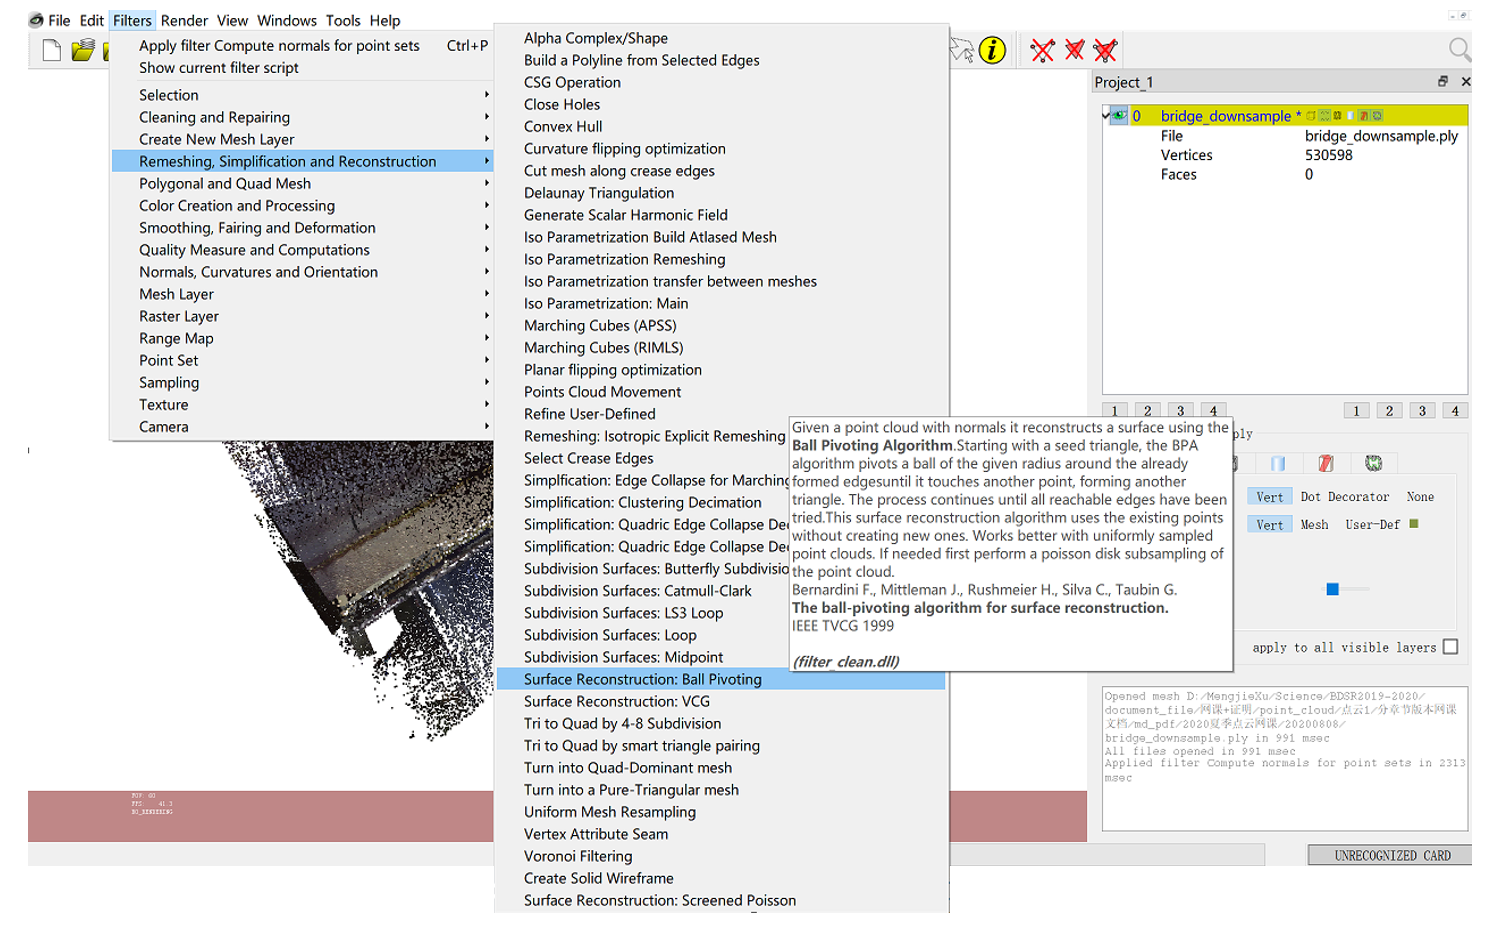 File Edit Filters Render View Windows Tools Help
Apply filter Compute normals for point sets Ctrl+P
Show current filter script
Selection
Cleaning and Repairing
Create New Mesh Layer
Remeshing, Simplification and Reconstruction
Polygonal and Quad Mesh
Color Creation and Processing
Smoothing, Fairing and Deformation
Quality Measure and Computations
Normals, Curvatures and Orientation
Mesh Layer
Raster Layer
Range Map
Point Set
Sampling
Texture
Camera
Alpha Complex/Shape
Build a Polyline from Selected Edges
CSG Operation
Close Holes
Convex Hull
Curvature flipping optimization
Cut mesh along crease edges
Delaunay Triangulation
Generate Scalar Harmonic Field
Iso Parametrization Build Atlased Mesh
Iso Parametrization Remeshing
Iso Parametrization transfer between meshes
Iso Parametrization: Main
Marching Cubes (APSS)
Marching Cubes (RIMLS)
Planar flipping optimization
Points Cloud Movement
Refine User-Defined
Remeshing: Isotropic Explicit Remeshing
Select Crease Edges
Simplfication: Edge Collapse for Marching
Simplification: Clustering Decimation
Simplification: Quadric Edge Collapse De
Simplification: Quadric Edge Collapse De
Subdivision Surfaces: Butterfly Subdivisio
Subdivision Surfaces: Catmull-Clark
Subdivision Surfaces: LS3 Loop
Subdivision Surfaces: Loop
Subdivision Surfaces: Midpoint
Surface Reconstruction: Ball Pivoting
Surface Reconstruction: VCG
Tri to Quad by 4-8 Subdivision
Tri to Quad by smart triangle pairing
Turn into Quad-Dominant mesh
Turn into a Pure-Triangular mesh
Uniform Mesh Resampling
Vertex Attribute Seam
Voronoi Filtering
Create Solid Wireframe
Surface Reconstruction: Screened Poisson
Given a point cloud with normals it reconstructs a surface using the
Ball Pivoting Algorithm.Starting with a seed triangle, the BPA
algorithm pivots a ball of the given radius around the already
formed edgesuntil it touches another point, forming another
triangle. The process continues until all reachable edges have been
tried.This surface reconstruction algorithm uses the existing points
without creating new ones. Works better with uniformly sampled
point clouds. If needed first perform a poisson disk subsampling of
the point cloud.
Bernardini F., Mittleman J., Rushmeier H., Silva C., Taubin G.
The ball-pivoting algorithm for surface reconstruction.
IEEE TVCG 1999
(filter_clean.dll)
Project_1
0 bridge_downsample *
File bridge_downsample.ply
Vertices 530598
Faces 0
1 2 3 4 1 2 3 4
ply
Vert Dot Decorator None
Vert Mesh User-Def
apply to all visible layers
Opened mesh D:/MengjieXu/Science/BDSR2019-2020/
document_file/网课+证明/point_cloud/点云1/分章节版本网课
文档/md_pdf/2020夏季点云网课/20200808/
bridge_downsample.ply in 991 msec
All files opened in 991 msec
Applied filter Compute normals for point sets in 2313
msec
UNRECOGNIZED CARD
FOV: 60
FPS: 41.3
NO_RENDERING